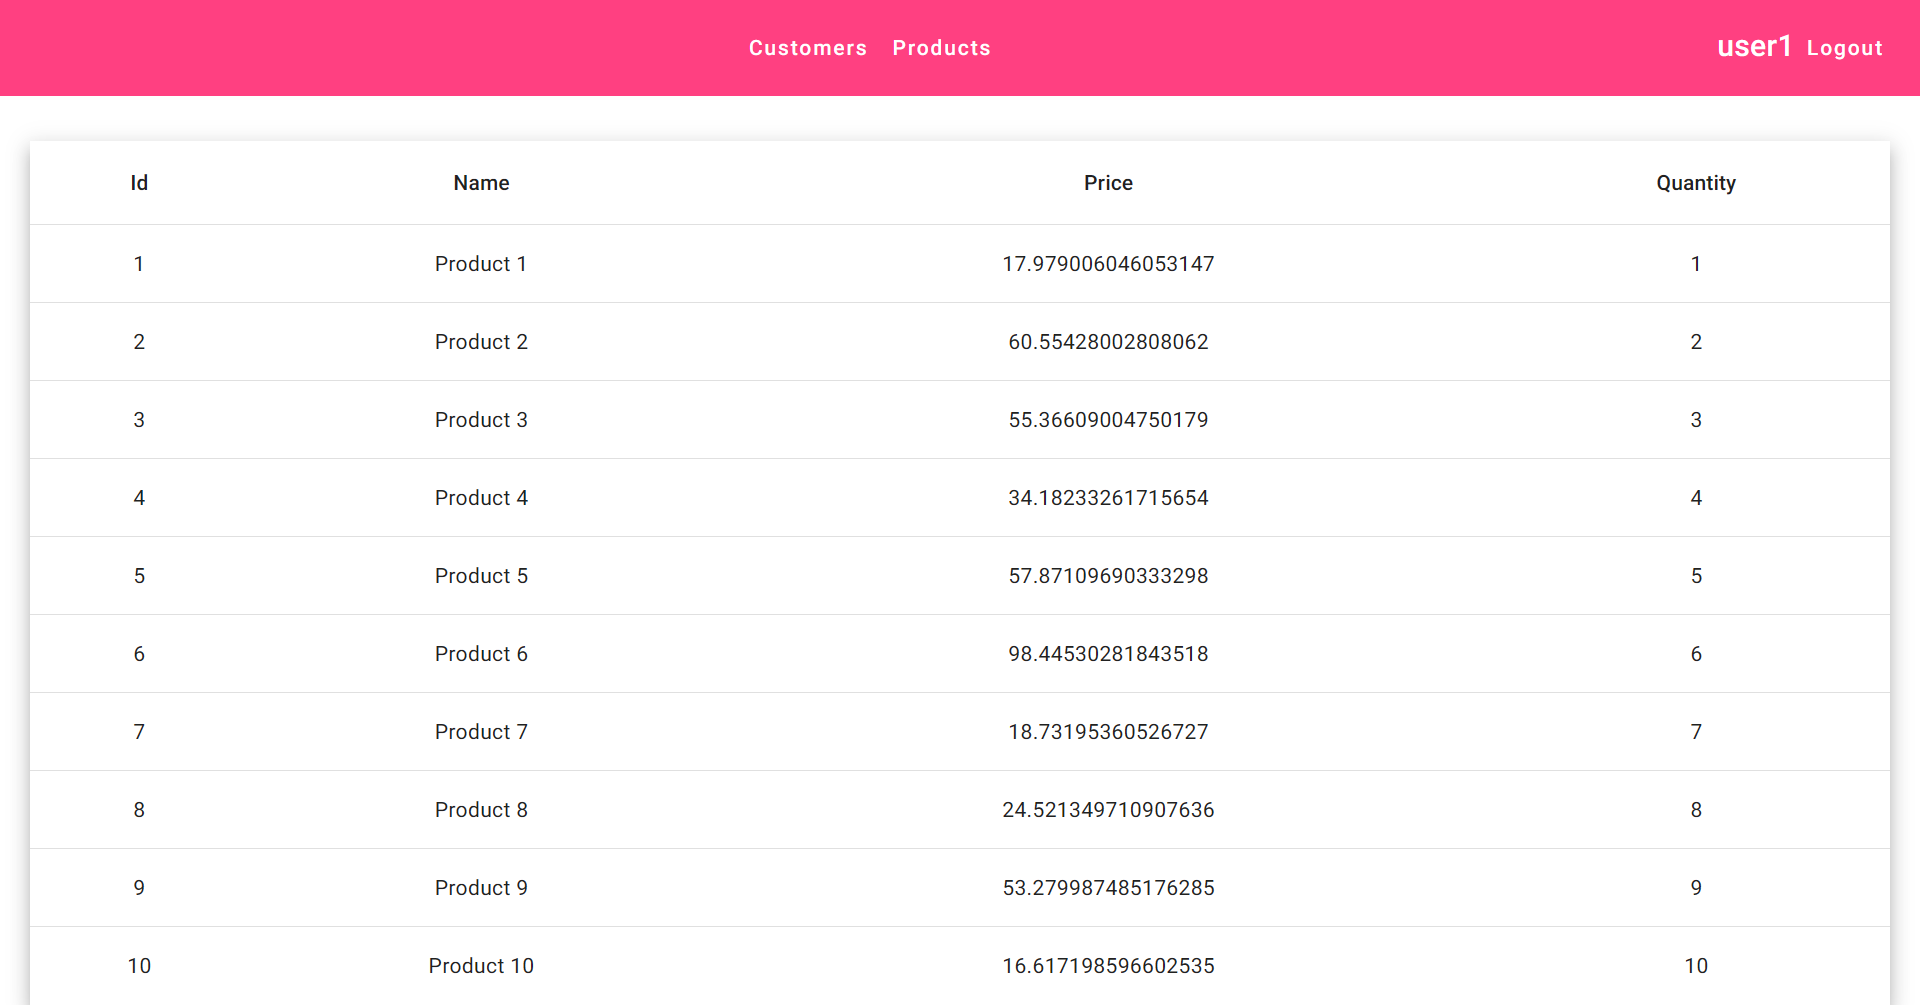 Customers Products user1 Logout
Id Name Price Quantity
1 Product 1 17.979006046053147 1
2 Product 2 60.55428002808062 2
3 Product 3 55.36609004750179 3
4 Product 4 34.18233261715654 4
5 Product 5 57.87109690333298 5
6 Product 6 98.44530281843518 6
7 Product 7 18.73195360526727 7
8 Product 8 24.521349710907636 8
9 Product 9 53.279987485176285 9
10 Product 10 16.617198596602535 10